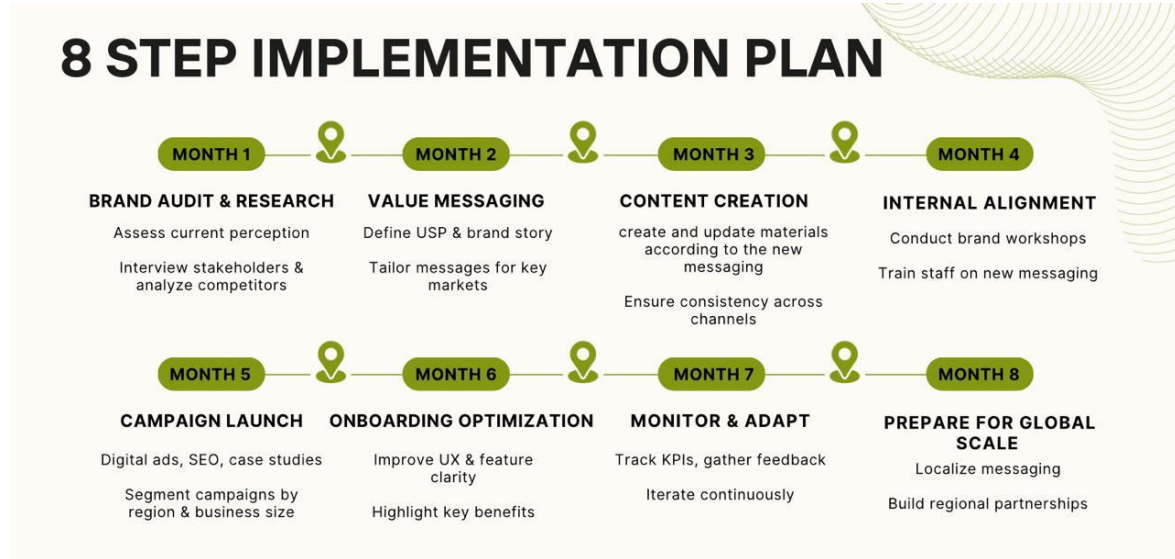 8 STEP IMPLEMENTATION PLAN
MONTH 1
MONTH 2
MONTH 3
MONTH 4
BRAND AUDIT & RESEARCH
Assess current perception
Interview stakeholders &
analyze competitors
VALUE MESSAGING
Define USP & brand story
Tailor messages for key
markets
CONTENT CREATION
create and update materials
according to the new
messaging
Ensure consistency across
channels
INTERNAL ALIGNMENT
Conduct brand workshops
Train staff on new messaging
MONTH 5
MONTH 6
MONTH 7
MONTH 8
CAMPAIGN LAUNCH
Digital ads, SEO, case studies
Segment campaigns by
region & business size
ONBOARDING OPTIMIZATION
Improve UX & feature
clarity
Highlight key benefits
MONITOR & ADAPT
Track KPIs, gather feedback
Iterate continuously
PREPARE FOR GLOBAL
SCALE
Localize messaging
Build regional partnerships